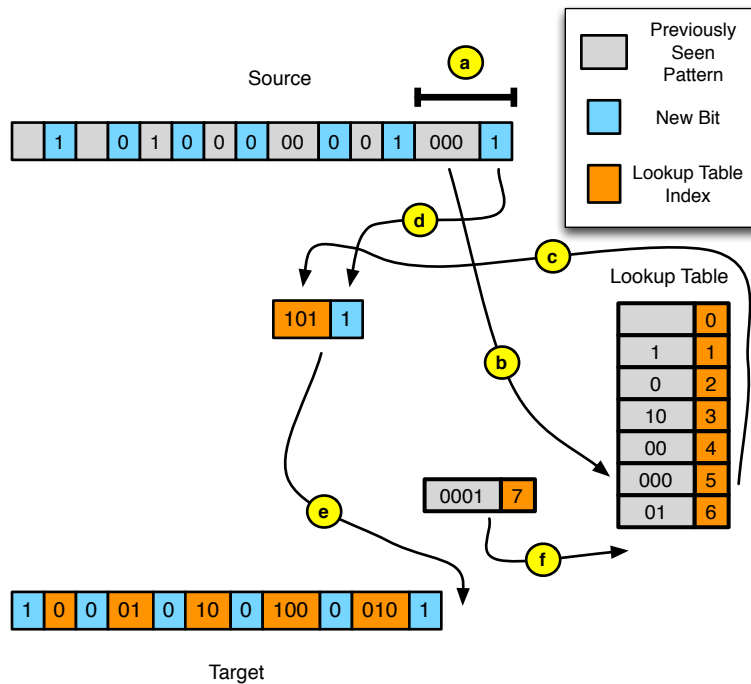 Previously
Seen
Pattern
New Bit
Lookup Table
Index
a
Source
1 0 1 0 0 0 00 0 0 1 000 1
d
c
Lookup Table
101 1
0
1 1
0 2
10 3
00 4
000 5
01 6
b
0001 7
e
f
1 0 0 01 0 10 0 100 0 010 1
Target